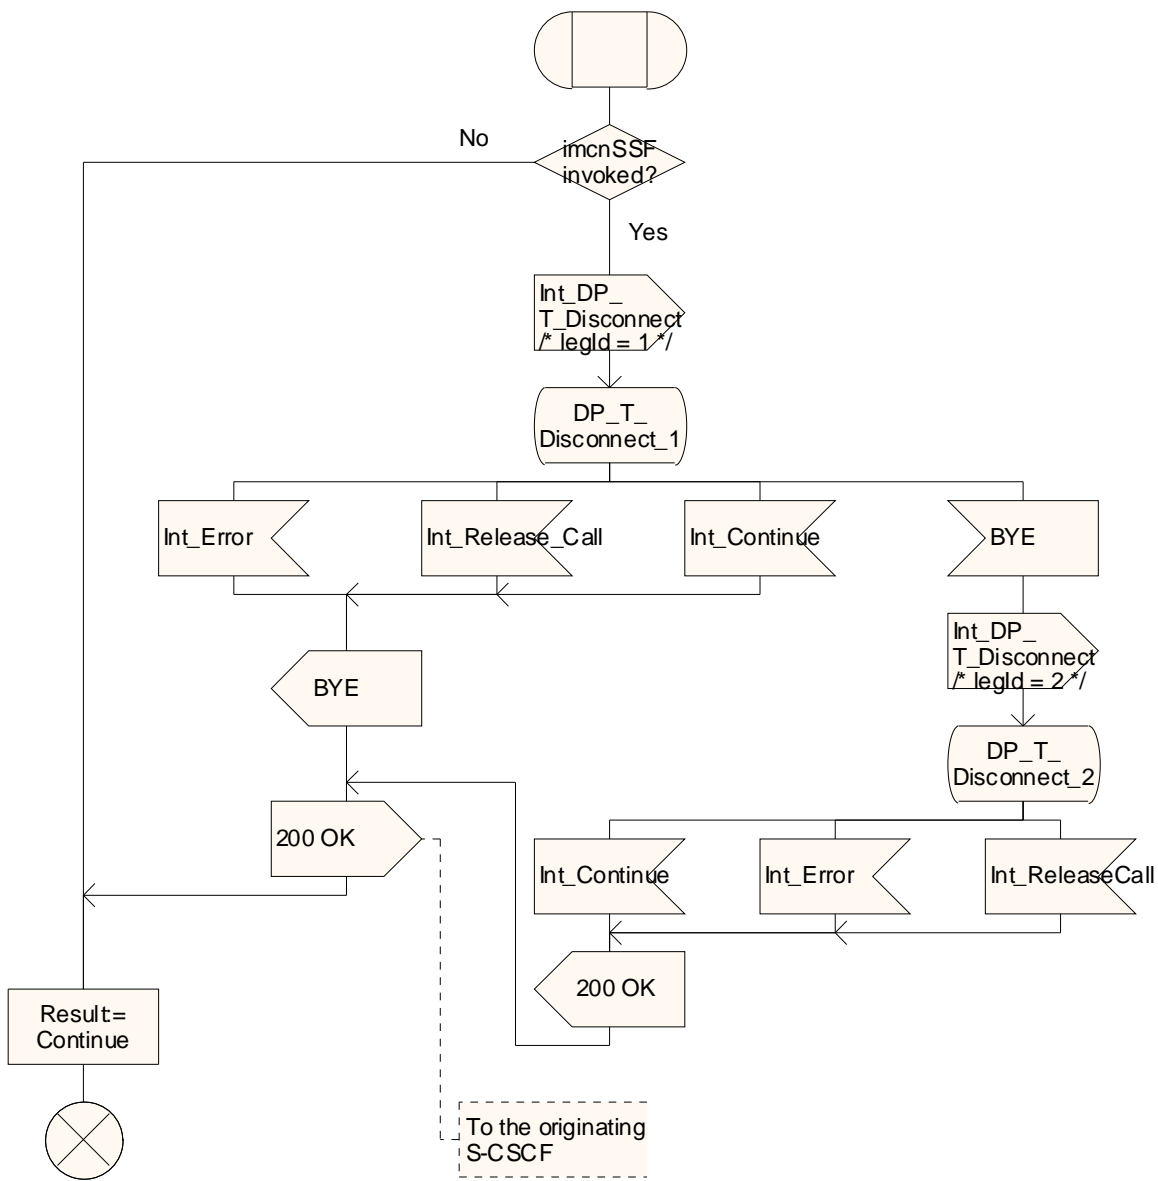 No
imcnSSF
invoked?
Yes
Int_DP_
T_Disconnect
/* legId = 1 */
DP_T_
Disconnect_1
Int_Error
Int_Release_Call
Int_Continue
BYE
Int_DP_
T_Disconnect
/* legId = 2 */
BYE
DP_T_
Disconnect_2
200 OK
Int_Continue
Int_Error
Int_ReleaseCall
200 OK
Result=
Continue
To the originating
S-CSCF